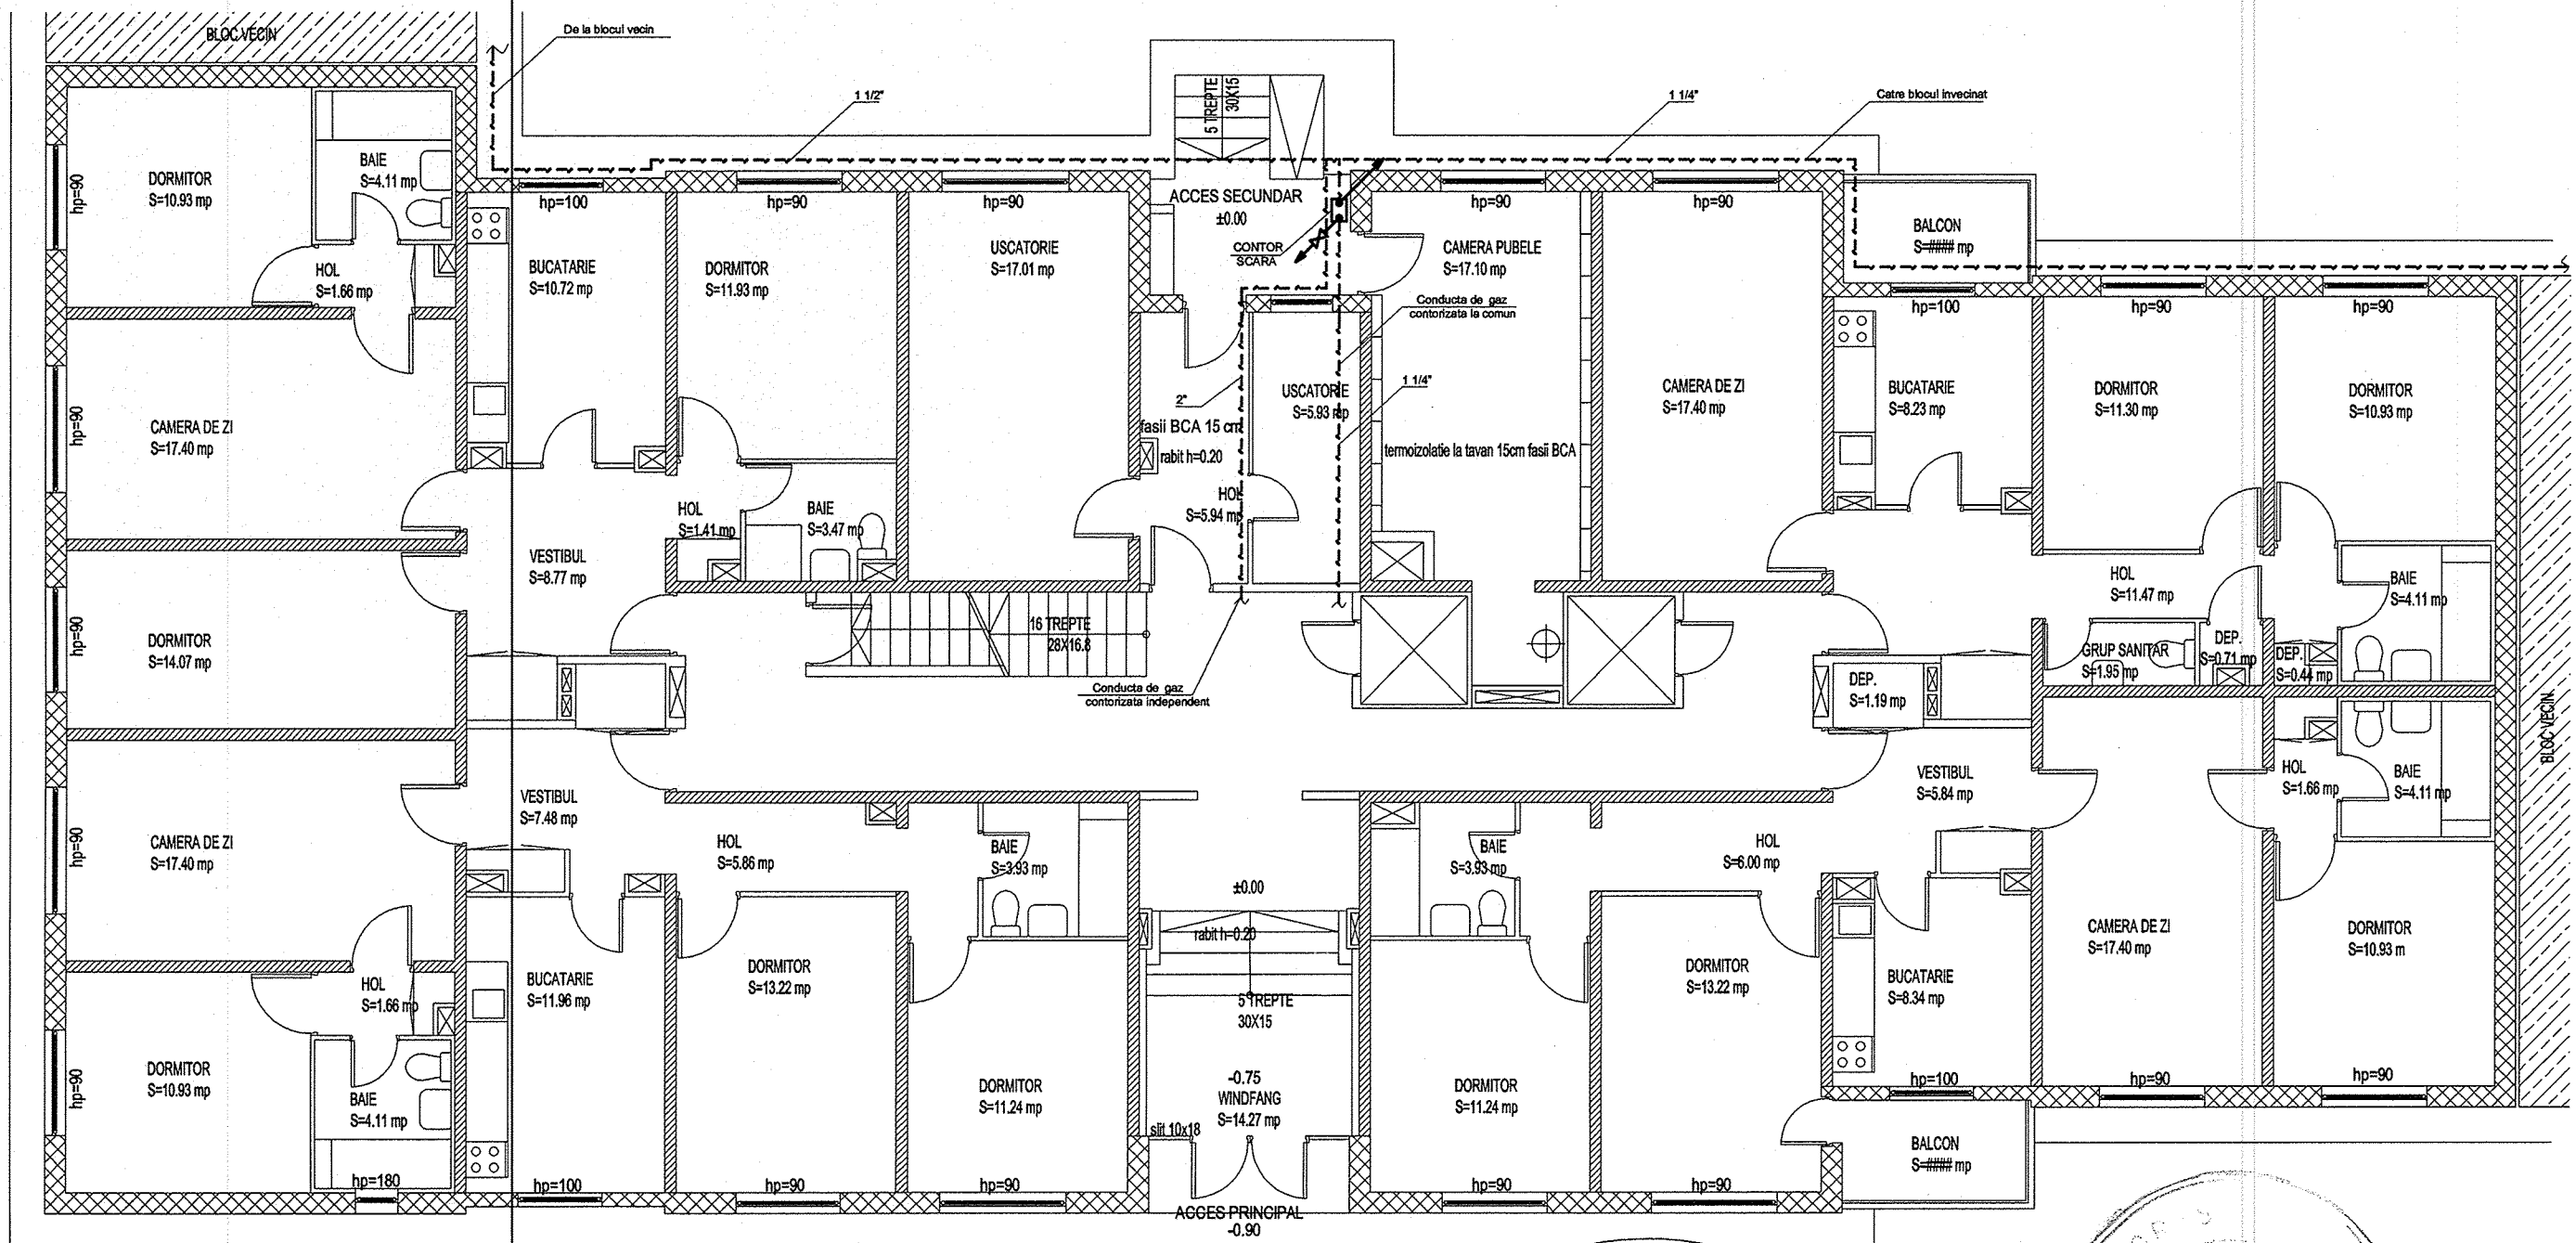 BLOC VECIN
De la blocul vecin
1 1/2"
5 TREPTE
30X15
1 1/4"
Catre blocul invecinat
DORMITOR
S=10.93 mp
BAIE
S=4.11 mp
hp=90
HOL
S=1.66 mp
hp=100
hp=90
hp=90
ACCES SECUNDAR
±0.00
CONTOR
SCARA
hp=90
hp=90
BALCON
S=#### mp
BUCATARIE
S=10.72 mp
DORMITOR
S=11.93 mp
USCATORIE
S=17.01 mp
CAMERA PUBELE
S=17.10 mp
Conducta de gaz
contorizata la comun
hp=100
hp=90
hp=90
CAMERA DE ZI
S=17.40 mp
hp=90
2"
fasii BCA 15 cm
rabit h=0.20
USCATORIE
S=5.93 mp
1 1/4"
termoizolatie la tavan 15cm fasii BCA
CAMERA DE ZI
S=17.40 mp
BUCATARIE
S=8.23 mp
DORMITOR
S=11.30 mp
DORMITOR
S=10.93 mp
HOL
S=1.41 mp
BAIE
S=3.47 mp
HOL
S=5.94 mp
VESTIBUL
S=8.77 mp
HOL
S=11.47 mp
BAIE
S=4.11 mp
DORMITOR
S=14.07 mp
hp=90
16 TREPTE
28X16.8
GRUP SANITAR
S=1.95 mp
DEP.
S=0.71 mp
DEP.
S=0.44 mp
DEP.
S=1.19 mp
Conducta de gaz
contorizata independent
BLOC VECIN
VESTIBUL
S=7.48 mp
VESTIBUL
S=5.84 mp
HOL
S=1.66 mp
BAIE
S=4.11 mp
CAMERA DE ZI
S=17.40 mp
hp=90
HOL
S=5.86 mp
BAIE
S=3.93 mp
±0.00
BAIE
S=3.93 mp
HOL
S=6.00 mp
rabit h=0.20
CAMERA DE ZI
S=17.40 mp
DORMITOR
S=10.93 m
HOL
S=1.66 mp
BUCATARIE
S=11.96 mp
DORMITOR
S=13.22 mp
5 TREPTE
30X15
DORMITOR
S=13.22 mp
BUCATARIE
S=8.34 mp
DORMITOR
S=10.93 mp
hp=90
BAIE
S=4.11 mp
DORMITOR
S=11.24 mp
-0.75
WINDFANG
S=14.27 mp
slit 10x18
DORMITOR
S=11.24 mp
hp=100
hp=90
hp=90
BALCON
S=#### mp
hp=180
hp=100
hp=90
hp=90
hp=90
hp=90
ACCES PRINCIPAL
-0.90